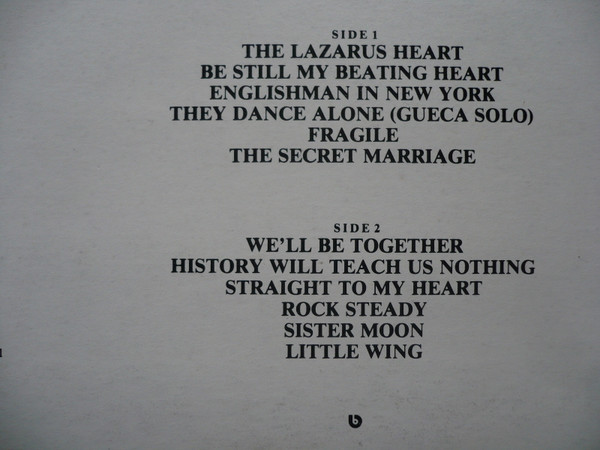 SIDE 1
THE LAZARUS HEART
BE STILL MY BEATING HEART
ENGLISHMAN IN NEW YORK
THEY DANCE ALONE (GUECA SOLO)
FRAGILE
THE SECRET MARRIAGE
SIDE 2
WE'LL BE TOGETHER
HISTORY WILL TEACH US NOTHING
STRAIGHT TO MY HEART
ROCK STEADY
SISTER MOON
LITTLE WING
b